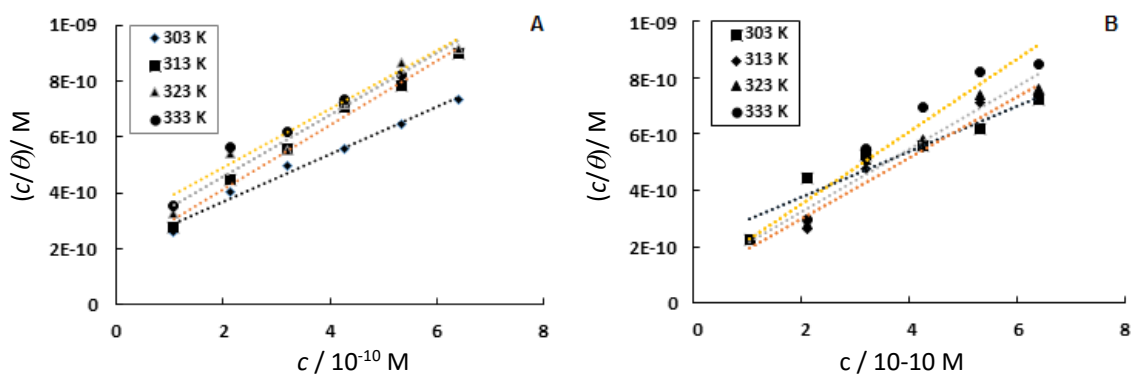 A
1E-09
8E-10
6E-10
4E-10
2E-10
0
303 K
313 K
323 K
333 K
(c/θ)/ M
0 2 4 6 8
c / 10-10 M
B
1E-09
8E-10
6E-10
4E-10
2E-10
0
303 K
313 K
323 K
333 K
(c/θ)/ M
0 2 4 6 8
c / 10-10 M